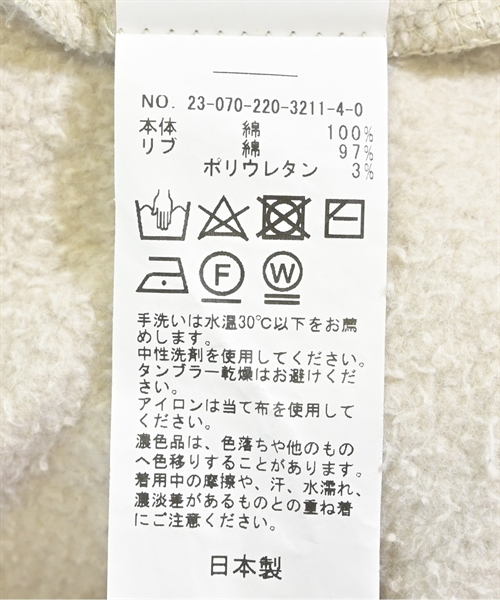 NO. 23-070-220-3211-4-0
本体 綿 100%
リブ 綿 97%
ポリウレタン 3%
F W
手洗いは水温30℃以下をお薦
めします。
中性洗剤を使用してください。
タンブラー乾燥はお避けくだ
さい。
アイロンは当て布を使用して
ください。
濃色品は、色落ちや他のもの
へ色移りすることがあります。
着用中の摩擦や、汗、水濡れ、
濃淡差があるものとの重ね着
にご注意ください。
日本製